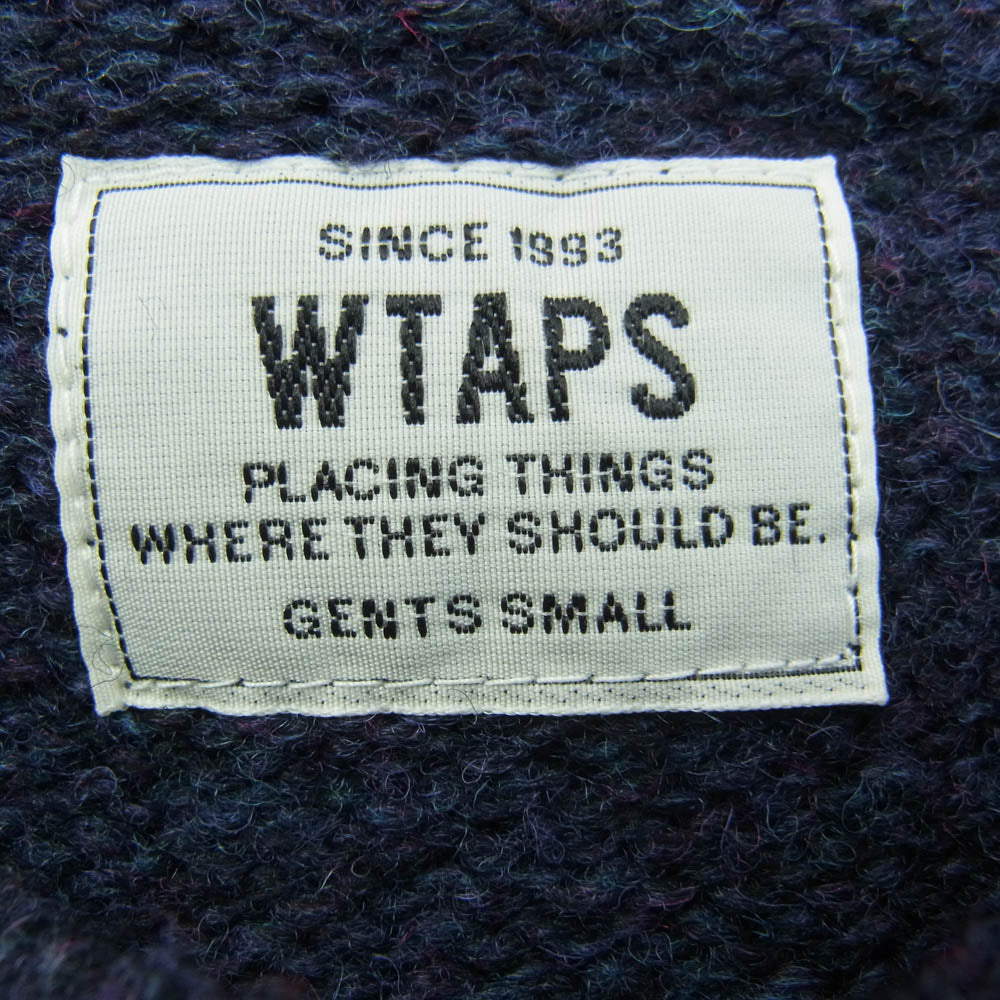 SINCE 1993
WTAPS
PLACING THINGS
WHERE THEY SHOULD BE.
GENTS SMALL